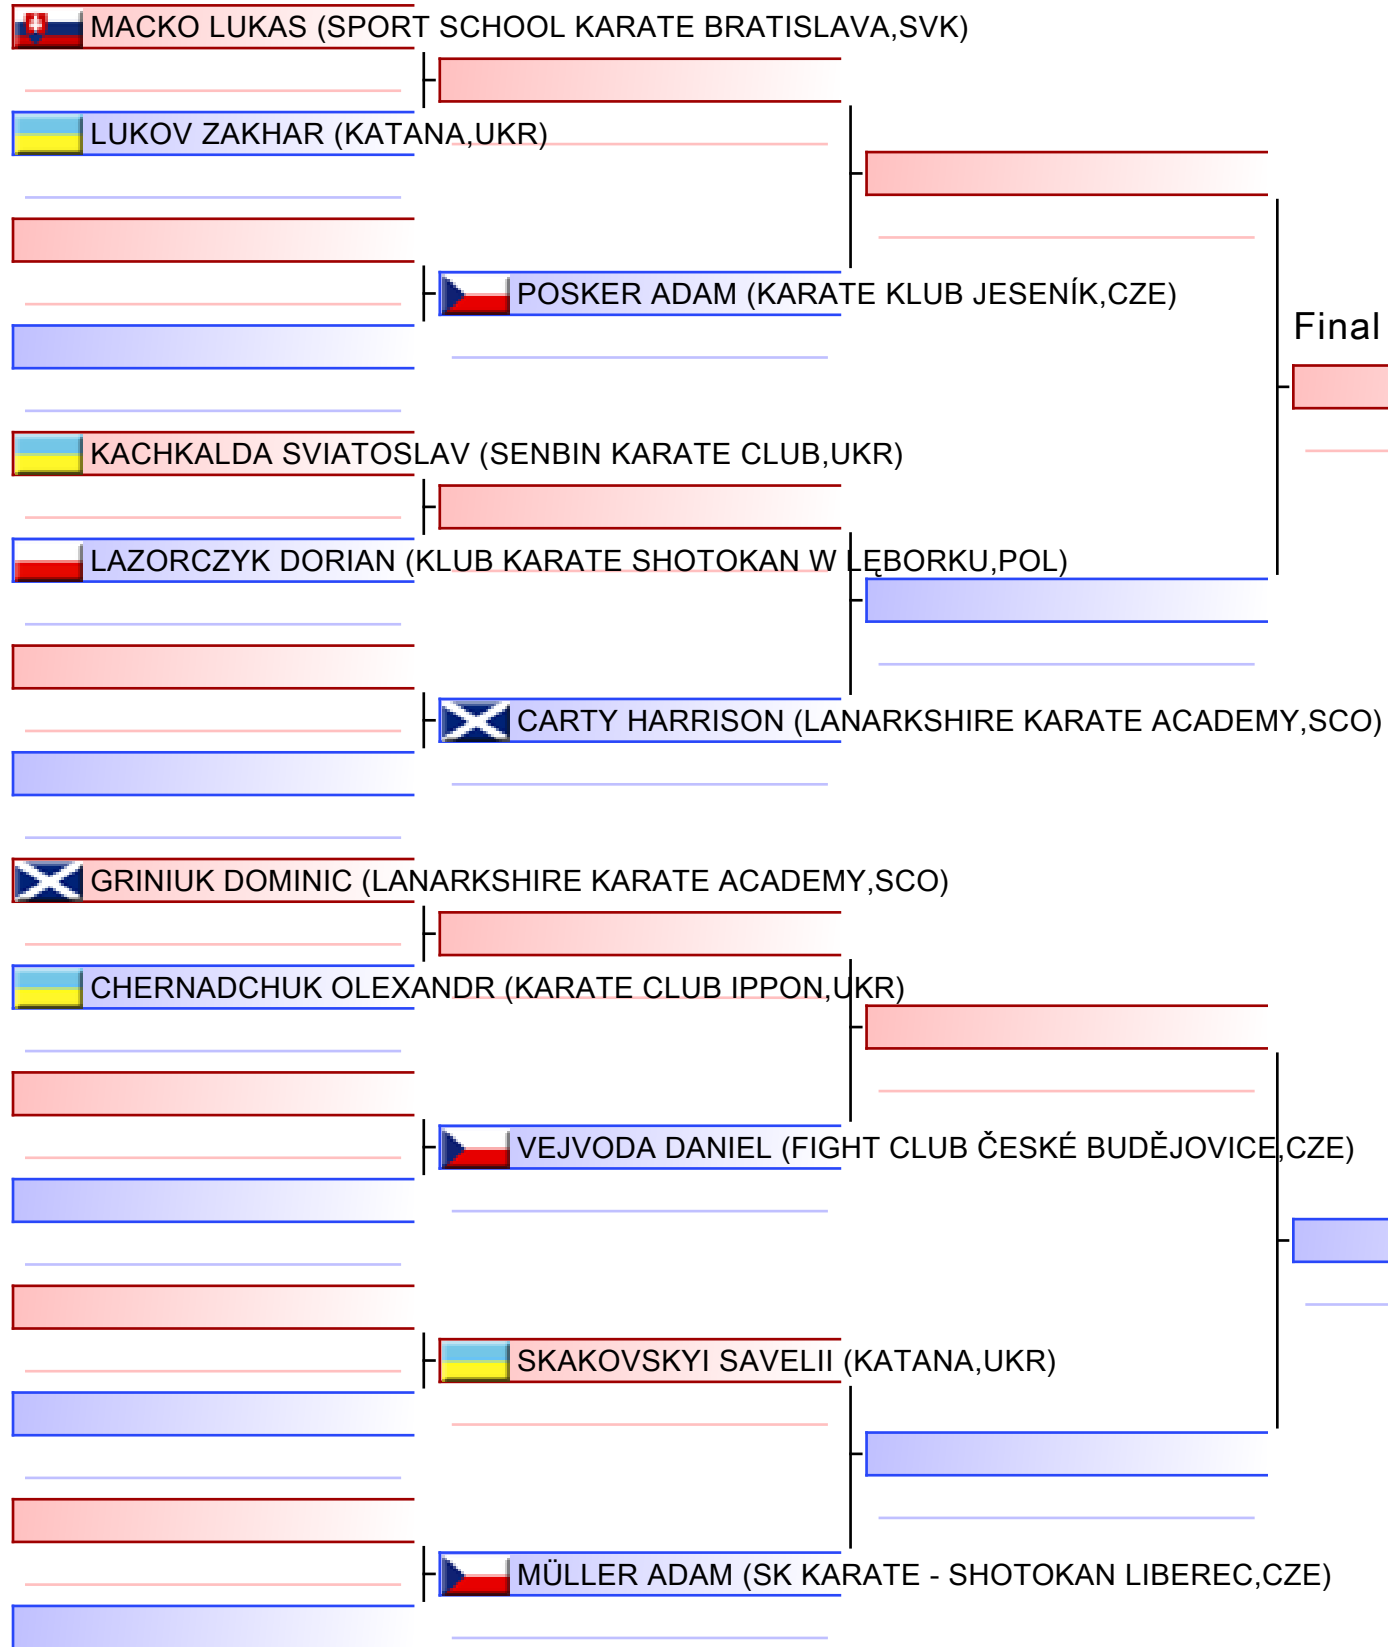 MACKO LUKAS (SPORT SCHOOL KARATE BRATISLAVA,SVK)
LUKOV ZAKHAR (KATANA,UKR)
POSKER ADAM (KARATE KLUB JESENÍK,CZE)
Final
KACHKALDA SVIATOSLAV (SENBIN KARATE CLUB,UKR)
LAZORCZYK DORIAN (KLUB KARATE SHOTOKAN W LĘBORKU,POL)
CARTY HARRISON (LANARKSHIRE KARATE ACADEMY,SCO)
GRINIUK DOMINIC (LANARKSHIRE KARATE ACADEMY,SCO)
CHERNADCHUK OLEXANDR (KARATE CLUB IPPON,UKR)
VEJVODA DANIEL (FIGHT CLUB ČESKÉ BUDĚJOVICE,CZE)
SKAKOVSKYI SAVELII (KATANA,UKR)
MÜLLER ADAM (SK KARATE - SHOTOKAN LIBEREC,CZE)